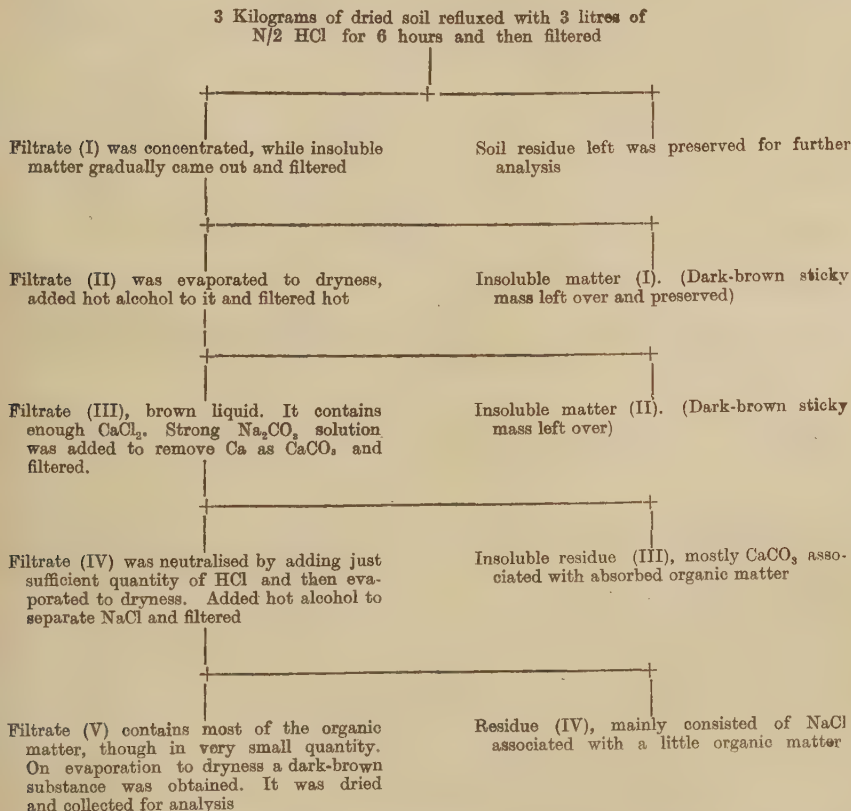 3 Kilograms of dried soil refluxed with 3 litres of
N/2 HCl for 6 hours and then filtered
Filtrate (I) was concentrated, while insoluble
matter gradually came out and filtered
Soil residue left was preserved for further
analysis
Filtrate (II) was evaporated to dryness,
added hot alcohol to it and filtered hot
Insoluble matter (I). (Dark-brown sticky
mass left over and preserved)
Filtrate (III), brown liquid. It contains
enough CaCl₂. Strong Na₂CO₃ solution
was added to remove Ca as CaCO₃ and
filtered.
Insoluble matter (II). (Dark-brown sticky
mass left over)
Filtrate (IV) was neutralised by adding just
sufficient quantity of HCl and then eva-
porated to dryness. Added hot alcohol to
separate NaCl and filtered
Insoluble residue (III), mostly CaCO₃ asso-
ciated with absorbed organic matter
Filtrate (V) contains most of the organic
matter, though in very small quantity.
On evaporation to dryness a dark-brown
substance was obtained. It was dried
and collected for analysis
Residue (IV), mainly consisted of NaCl
associated with a little organic matter